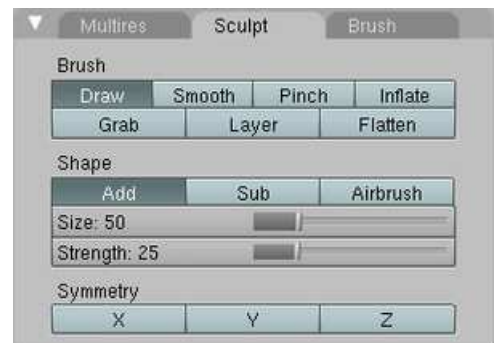 Multires Sculpt Brush
Brush
Draw Smooth Pinch Inflate
Grab Layer Flatten
Shape
Add Sub Airbrush
Size: 50
Strength: 25
Symmetry
X Y Z